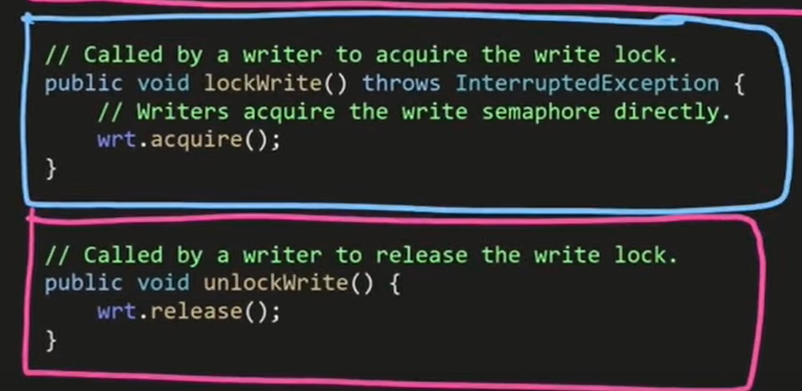 // Called by a writer to acquire the write lock.
public void lockWrite() throws InterruptedException {
    // Writers acquire the write semaphore directly.
    wrt.acquire();
}
// Called by a writer to release the write lock.
public void unlockWrite() {
    wrt.release();
}